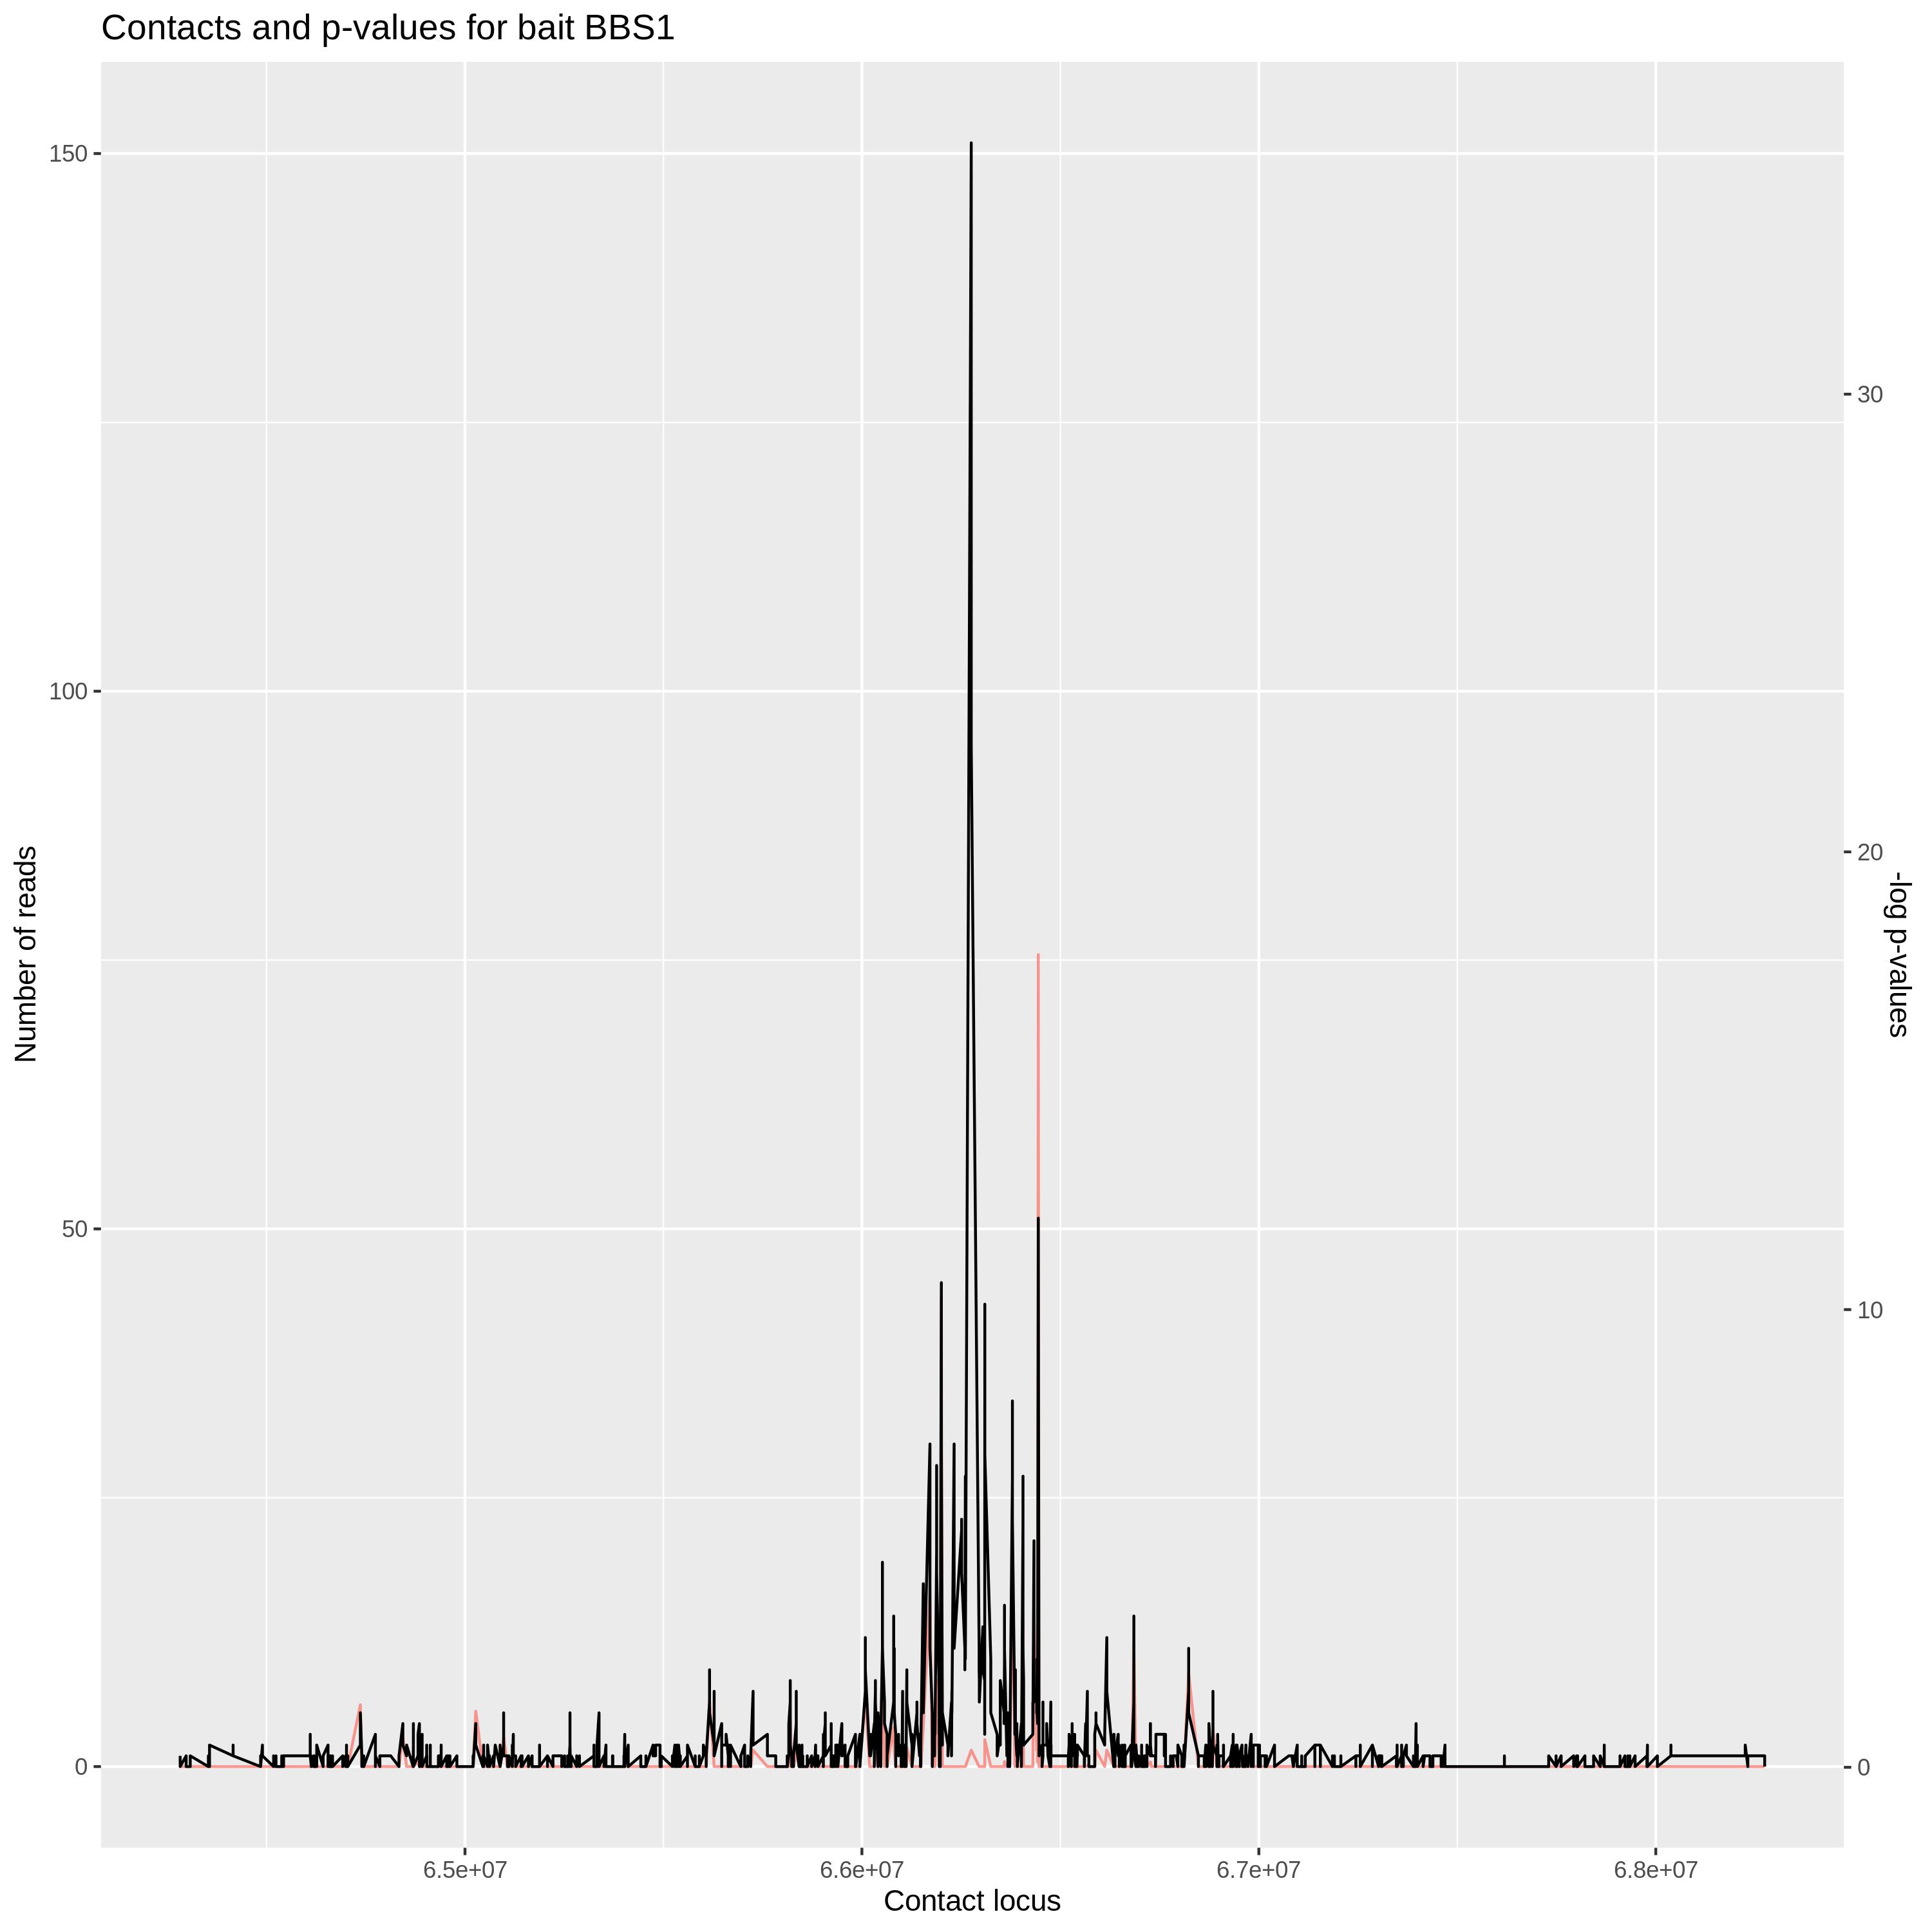 Contacts and p-values for bait BBS1
150
100
50
0
Number of reads
30
20
10
0
-log p-values
6.5e+07 6.6e+07 6.7e+07 6.8e+07
Contact locus